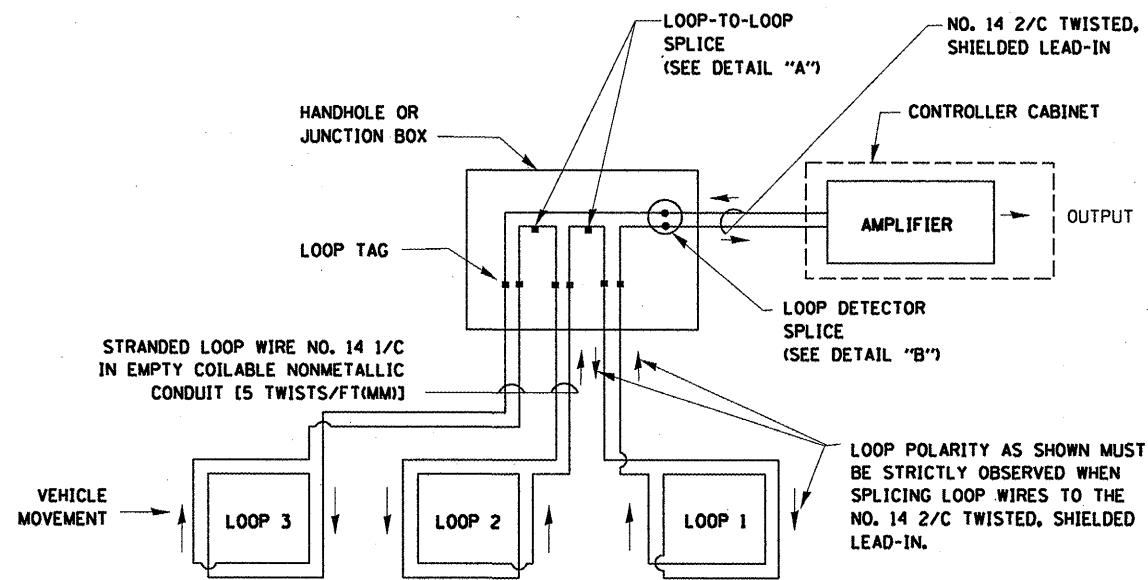 LOOP-TO-LOOP
SPLICE
(SEE DETAIL "A")
NO. 14 2/C TWISTED,
SHIELDED LEAD-IN
HANDHOLE OR
JUNCTION BOX
CONTROLLER CABINET
AMPLIFIER
OUTPUT
LOOP TAG
LOOP DETECTOR
SPLICE
(SEE DETAIL "B")
STRANDED LOOP WIRE NO. 14 1/C
IN EMPTY COILABLE NONMETALLIC
CONDUIT [5 TWISTS/FT(MM)]
LOOP POLARITY AS SHOWN MUST
BE STRICTLY OBSERVED WHEN
SPLICING LOOP WIRES TO THE
NO. 14 2/C TWISTED, SHIELDED
LEAD-IN.
VEHICLE
MOVEMENT
LOOP 3
LOOP 2
LOOP 1